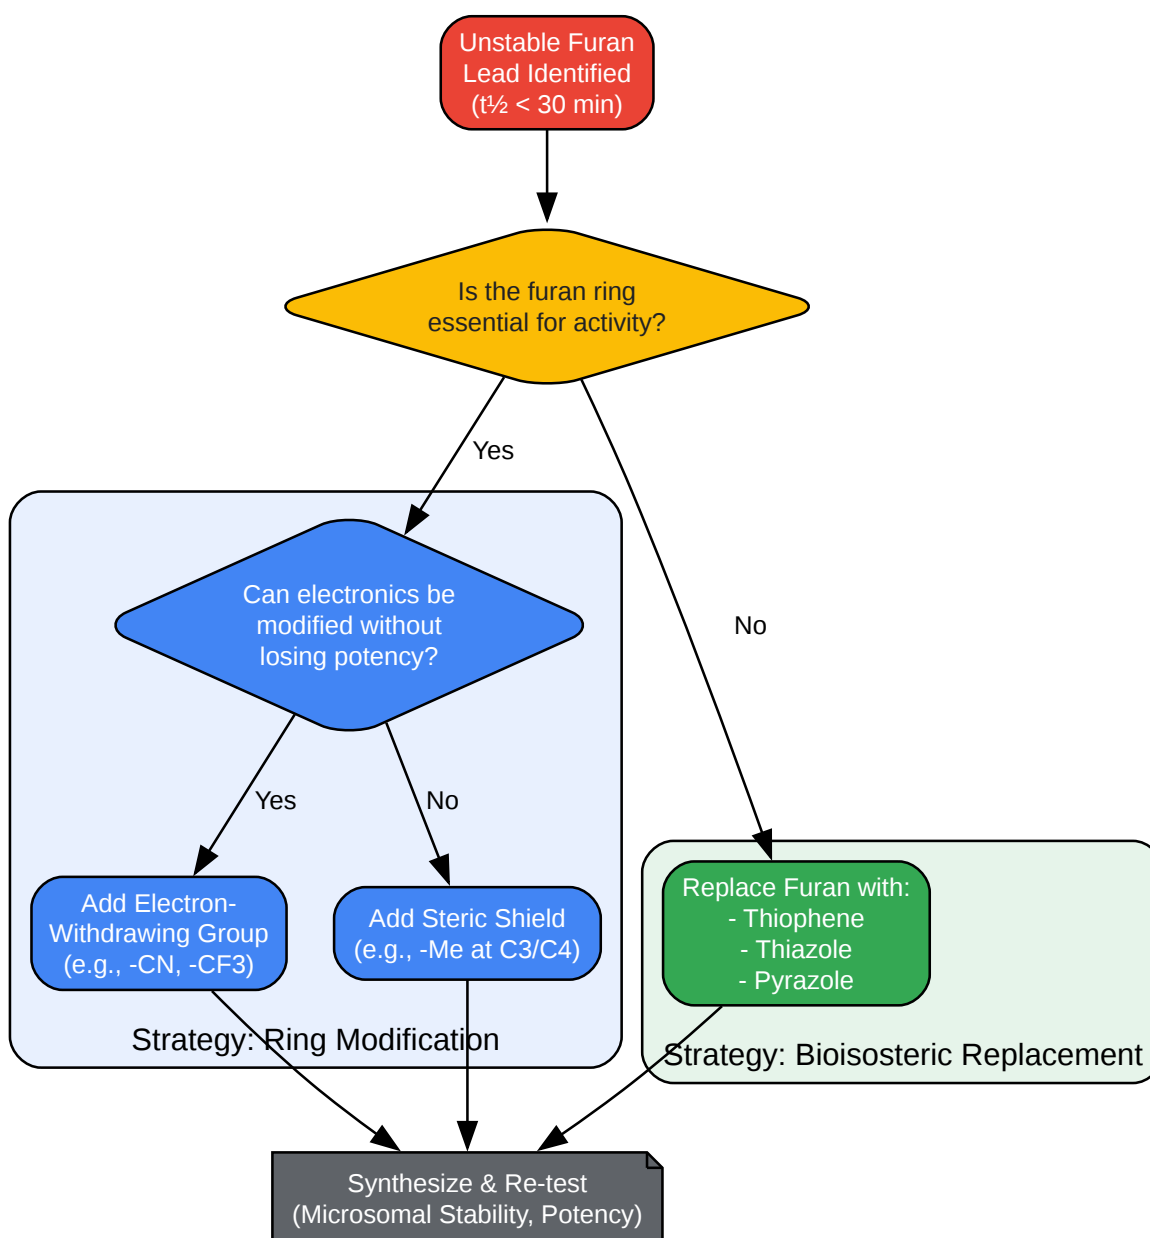 Unstable Furan
Lead Identified
(t½ < 30 min)
Is the furan ring
essential for activity?
Yes
No
Can electronics be
modified without
losing potency?
Yes
No
Add Electron-
Withdrawing Group
(e.g., -CN, -CF3)
Add Steric Shield
(e.g., -Me at C3/C4)
Replace Furan with:
- Thiophene
- Thiazole
- Pyrazole
Strategy: Ring Modification
Strategy: Bioisosteric Replacement
Synthesize & Re-test
(Microsomal Stability, Potency)